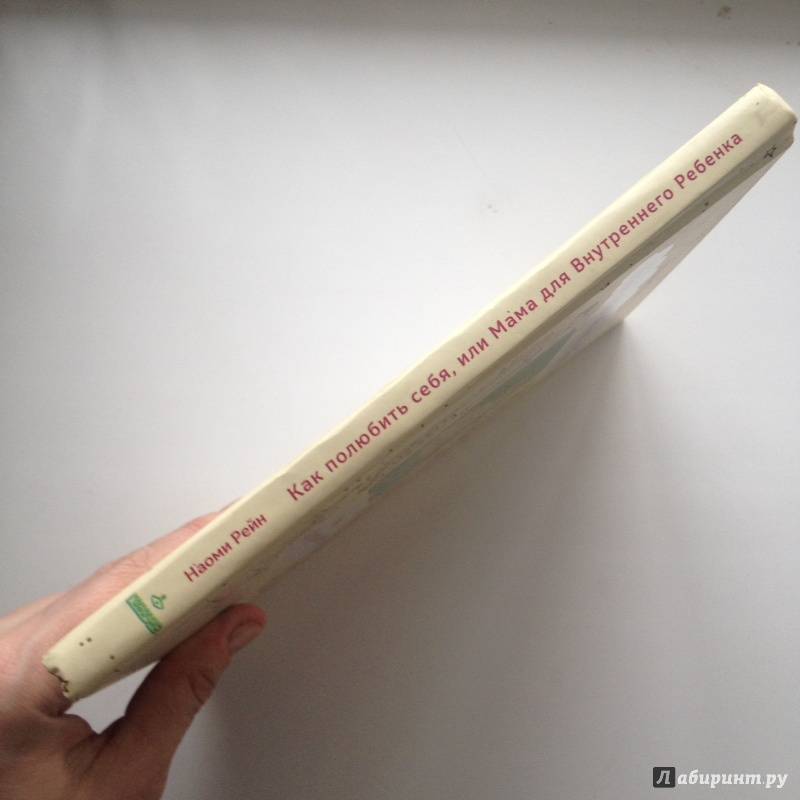 Наоми Рейн Как полюбить себя, или Мама для Внутреннего Ребенка
Лабиринт.ру